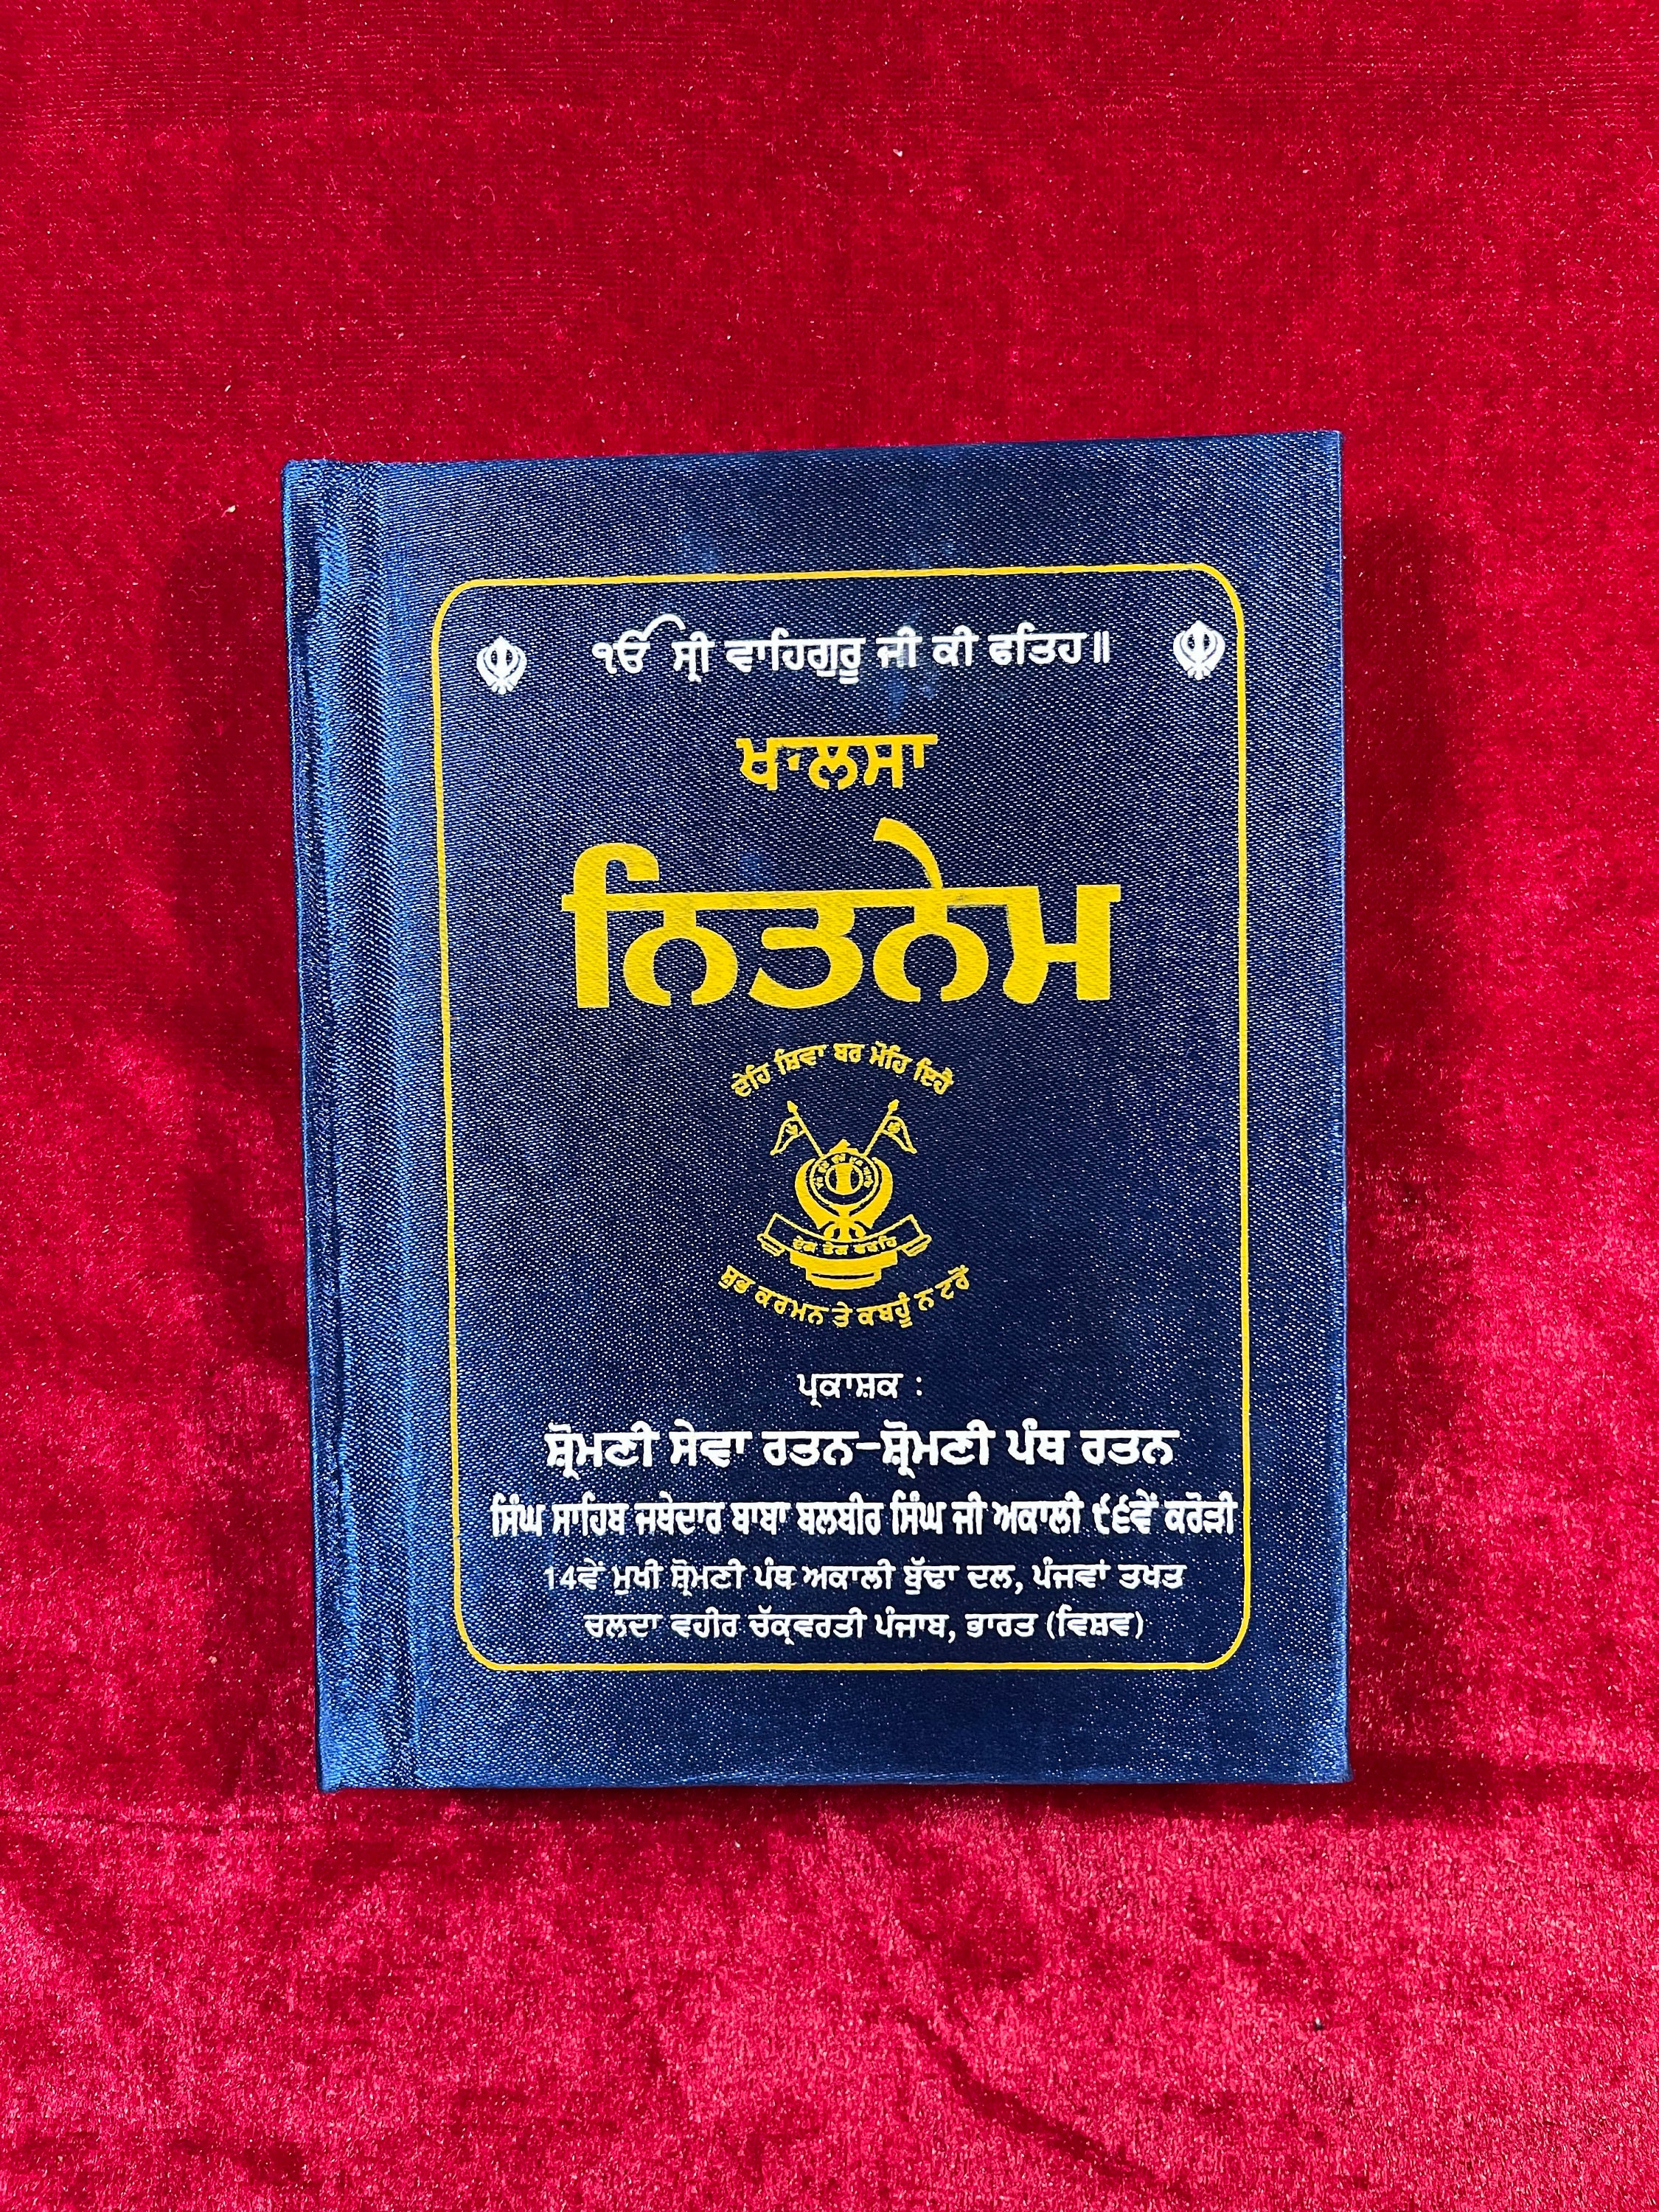 ੴ ਸ੍ਰੀ ਵਾਹਿਗੁਰੂ ਜੀ ਕੀ ਫਤਿਹ॥
ਖਾਲਸਾ
ਨਿਤਨੇਮ
ਦੇਹਿ ਸ਼ਿਵਾ ਬਰ ਮੋਹਿ ਇਹੈ
ਦੇਗ ਤੇਗ ਫਤਹਿ
ਸ਼ੁਭ ਕਰਮਨ ਤੇ ਕਬਹੂੰ ਨ ਟਰੋਂ
ਪ੍ਰਕਾਸ਼ਕ :
ਸ਼੍ਰੋਮਣੀ ਸੇਵਾ ਰਤਨ–ਸ਼੍ਰੋਮਣੀ ਪੰਥ ਰਤਨ
ਸਿੰਘ ਸਾਹਿਬ ਜਥੇਦਾਰ ਬਾਬਾ ਬਲਬੀਰ ਸਿੰਘ ਜੀ ਅਕਾਲੀ ੯੬ਵੇਂ ਕਰੋੜੀ
14ਵੇਂ ਮੁਖੀ ਸ਼੍ਰੋਮਣੀ ਪੰਥ ਅਕਾਲੀ ਬੁੱਢਾ ਦਲ, ਪੰਜਵਾਂ ਤਖਤ
ਚਲਦਾ ਵਹੀਰ ਚੱਕ੍ਰਵਰਤੀ ਪੰਜਾਬ, ਭਾਰਤ (ਵਿਸ਼ਵ)